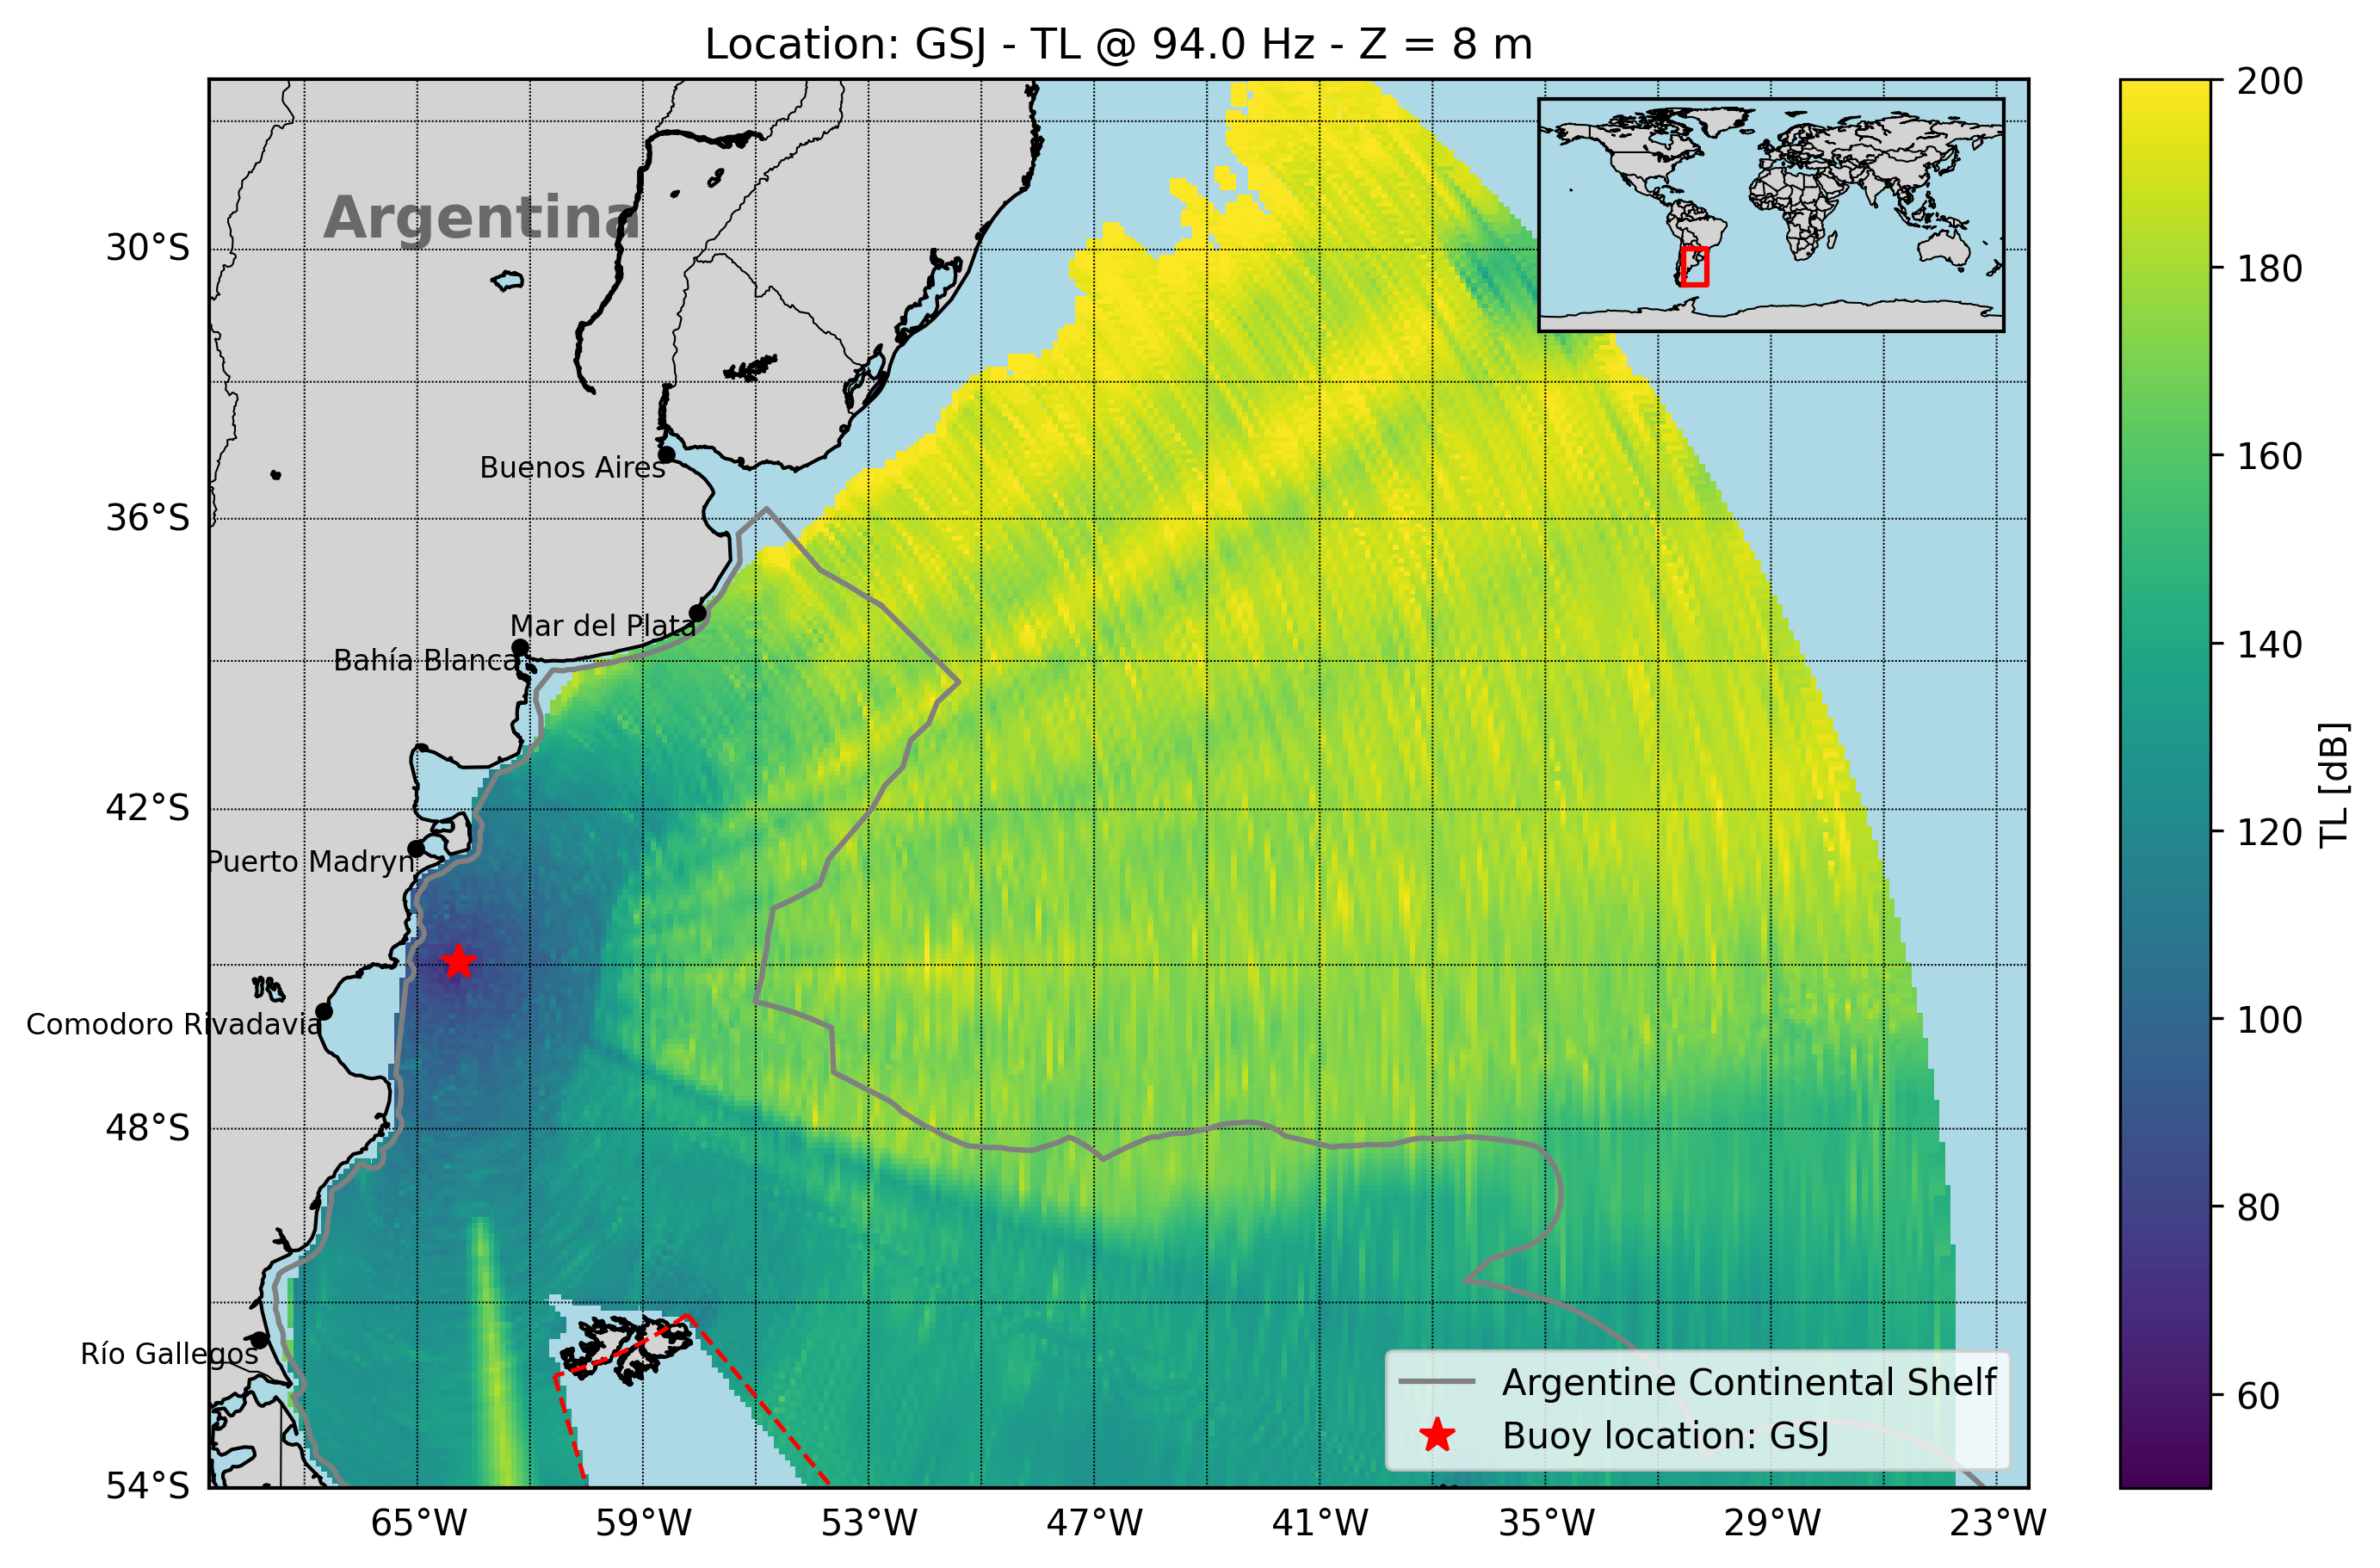 Location: GSJ - TL @ 94.0 Hz - Z = 8 m
Argentina
Buenos Aires
Mar del Plata
Bahía Blanca
Puerto Madryn
Comodoro Rivadavia
Río Gallegos
30°S
36°S
42°S
48°S
54°S
65°W
59°W
53°W
47°W
41°W
35°W
29°W
23°W
Argentine Continental Shelf
Buoy location: GSJ
200
180
160
140
120
100
80
60
TL [dB]